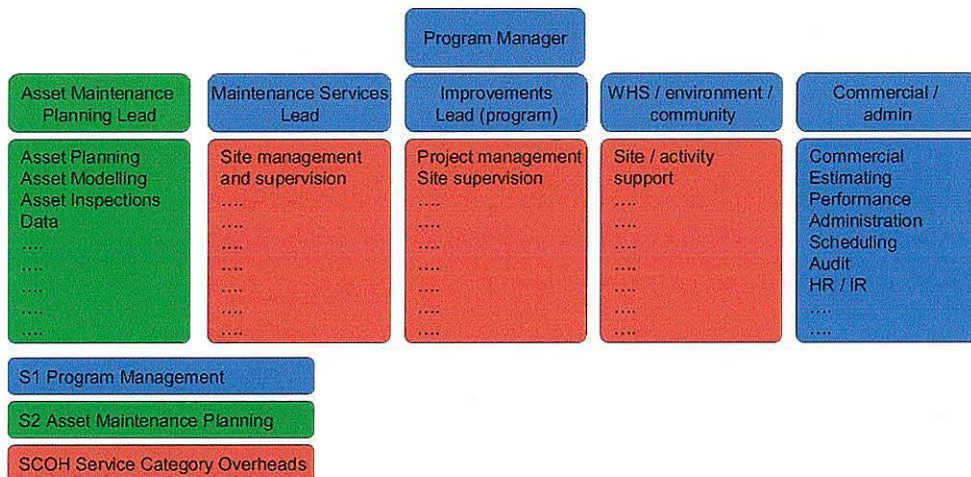 Program Manager
Asset Maintenance
Planning Lead
Maintenance Services
Lead
Improvements
Lead (program)
WHS / environment /
community
Commercial /
admin
Asset Planning
Asset Modelling
Asset Inspections
Data
....
....
....
....
....
Site management
and supervision
....
....
....
....
....
....
....
Project management
Site supervision
....
....
....
....
....
....
....
Site / activity
support
....
....
....
....
....
....
....
Commercial
Estimating
Performance
Administration
Scheduling
Audit
HR / IR
....
....
S1 Program Management
S2 Asset Maintenance Planning
SCOH Service Category Overheads